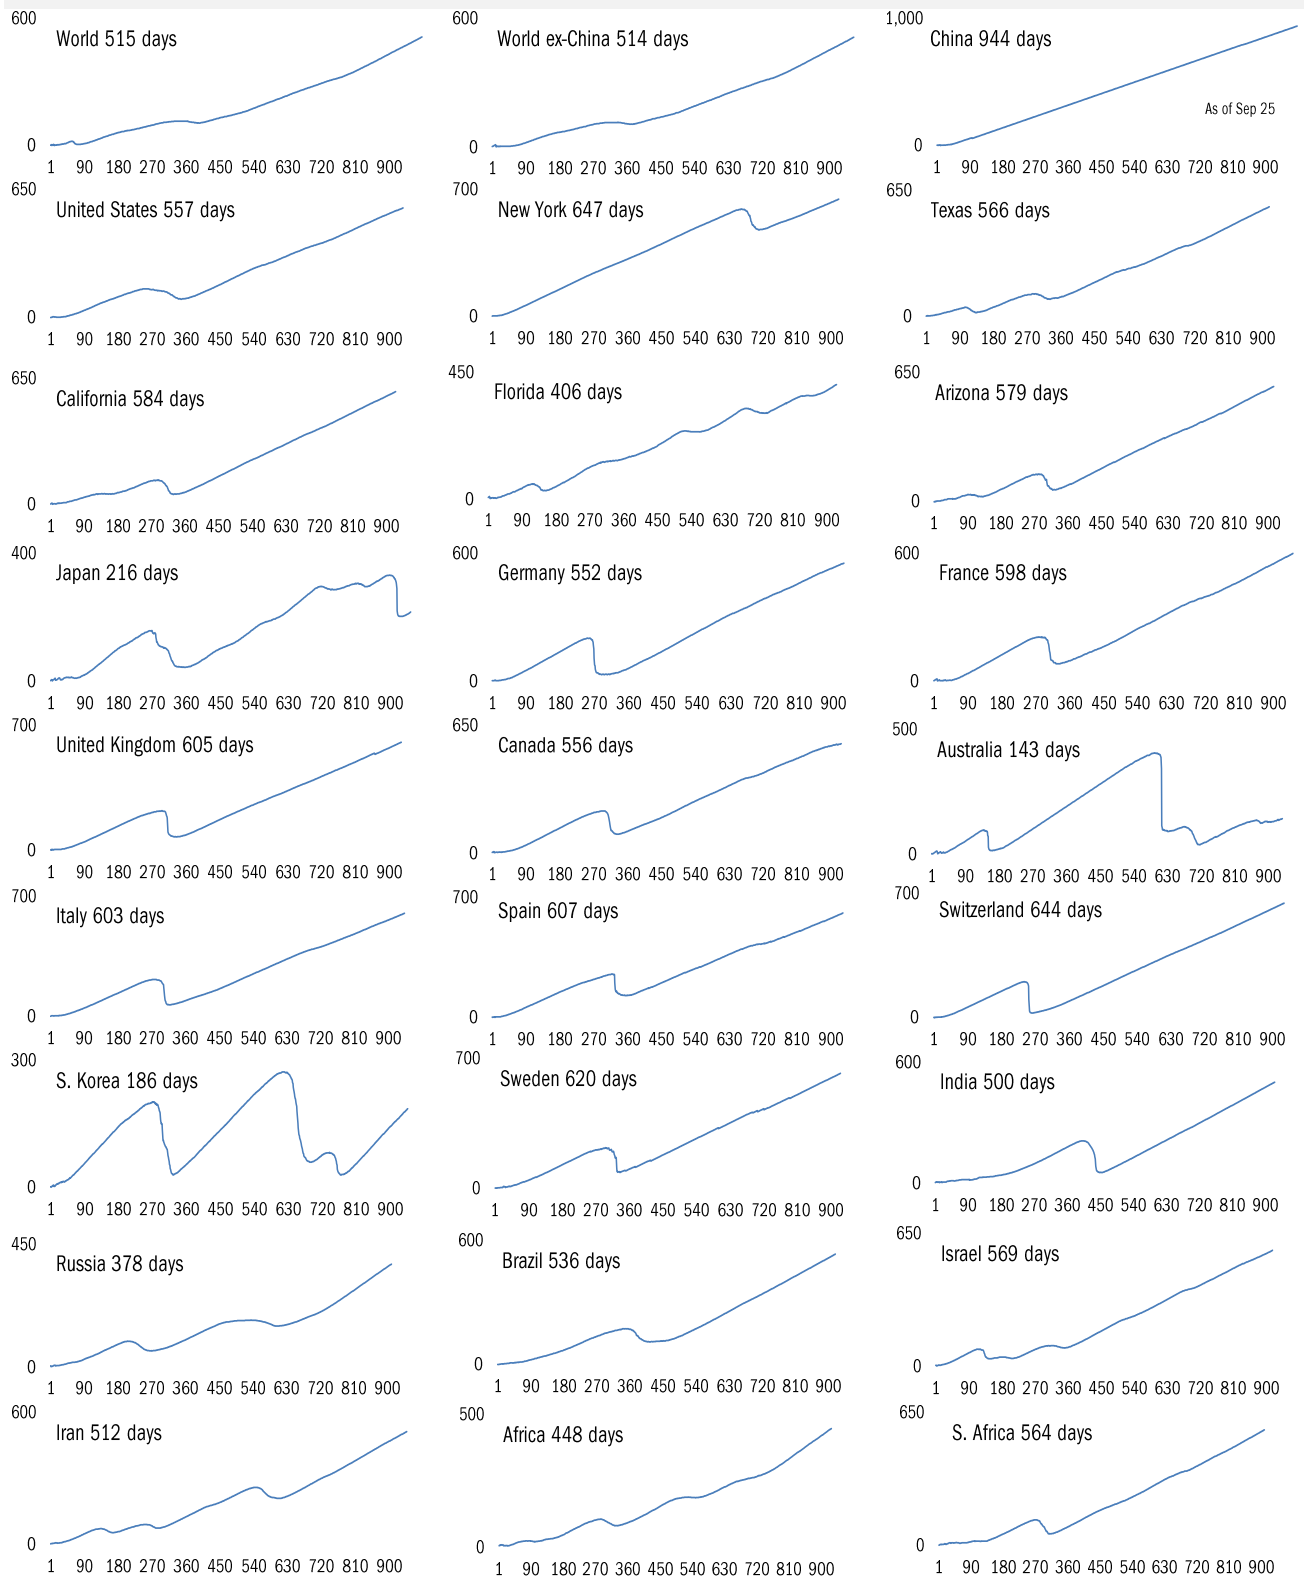 600 600 1,000
World 515 days World ex-China 514 days China 944 days
As of Sep 25
0 0 0
1 90 180 270 360 450 540 630 720 810 900 1 90 180 270 360 450 540 630 720 810 900 1 90 180 270 360 450 540 630 720 810 900
650 700 650
United States 557 days New York 647 days Texas 566 days
0 0 0
1 90 180 270 360 450 540 630 720 810 900 1 90 180 270 360 450 540 630 720 810 900 1 90 180 270 360 450 540 630 720 810 900
650 450 650
California 584 days Florida 406 days Arizona 579 days
0 0 0
1 90 180 270 360 450 540 630 720 810 900 1 90 180 270 360 450 540 630 720 810 900 1 90 180 270 360 450 540 630 720 810 900
400 600 600
Japan 216 days Germany 552 days France 598 days
0 0 0
1 90 180 270 360 450 540 630 720 810 900 1 90 180 270 360 450 540 630 720 810 900 1 90 180 270 360 450 540 630 720 810 900
700 650 500
United Kingdom 605 days Canada 556 days Australia 143 days
0 0 0
1 90 180 270 360 450 540 630 720 810 900 1 90 180 270 360 450 540 630 720 810 900 1 90 180 270 360 450 540 630 720 810 900
700 700 700
Italy 603 days Spain 607 days Switzerland 644 days
0 0 0
1 90 180 270 360 450 540 630 720 810 900 1 90 180 270 360 450 540 630 720 810 900 1 90 180 270 360 450 540 630 720 810 900
300 700 600
S. Korea 186 days Sweden 620 days India 500 days
0 0 0
1 90 180 270 360 450 540 630 720 810 900 1 90 180 270 360 450 540 630 720 810 900 1 90 180 270 360 450 540 630 720 810 900
450 600 650
Russia 378 days Brazil 536 days Israel 569 days
0 0 0
1 90 180 270 360 450 540 630 720 810 900 1 90 180 270 360 450 540 630 720 810 900 1 90 180 270 360 450 540 630 720 810 900
600 500 650
Iran 512 days Africa 448 days S. Africa 564 days
0 0 0
1 90 180 270 360 450 540 630 720 810 900 1 90 180 270 360 450 540 630 720 810 900 1 90 180 270 360 450 540 630 720 810 900